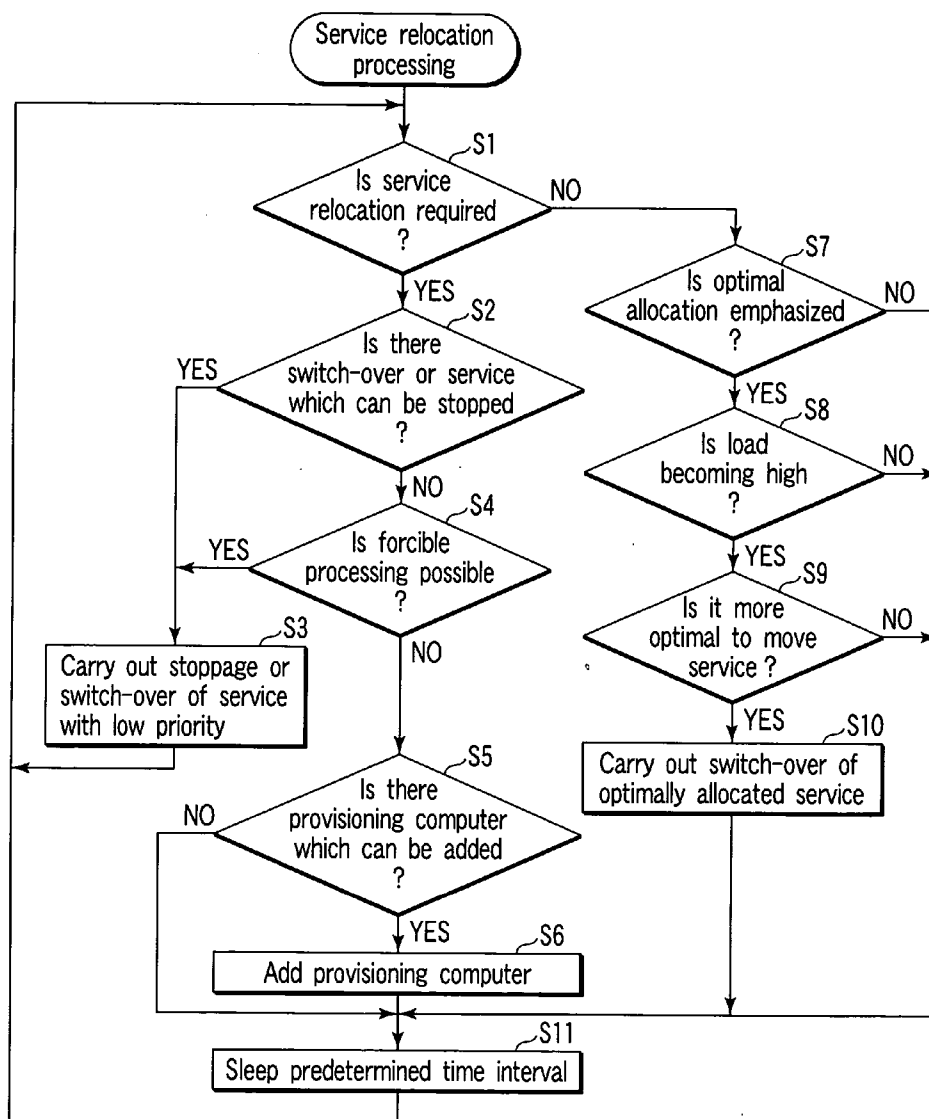 Service relocation
processing
S1
Is service
relocation required
?
NO
YES
S7
Is optimal
allocation emphasized
?
NO
YES
S2
Is there
switch-over or service
which can be stopped
?
YES
NO
S8
Is load
becoming high
?
NO
YES
S4
Is forcible
processing possible
?
YES
NO
S9
Is it more
optimal to move
service ?
NO
YES
S3
Carry out stoppage or
switch-over of service
with low priority
S10
Carry out switch-over of
optimally allocated service
S5
Is there
provisioning computer
which can be added
?
NO
YES
S6
Add provisioning computer
S11
Sleep predetermined time interval